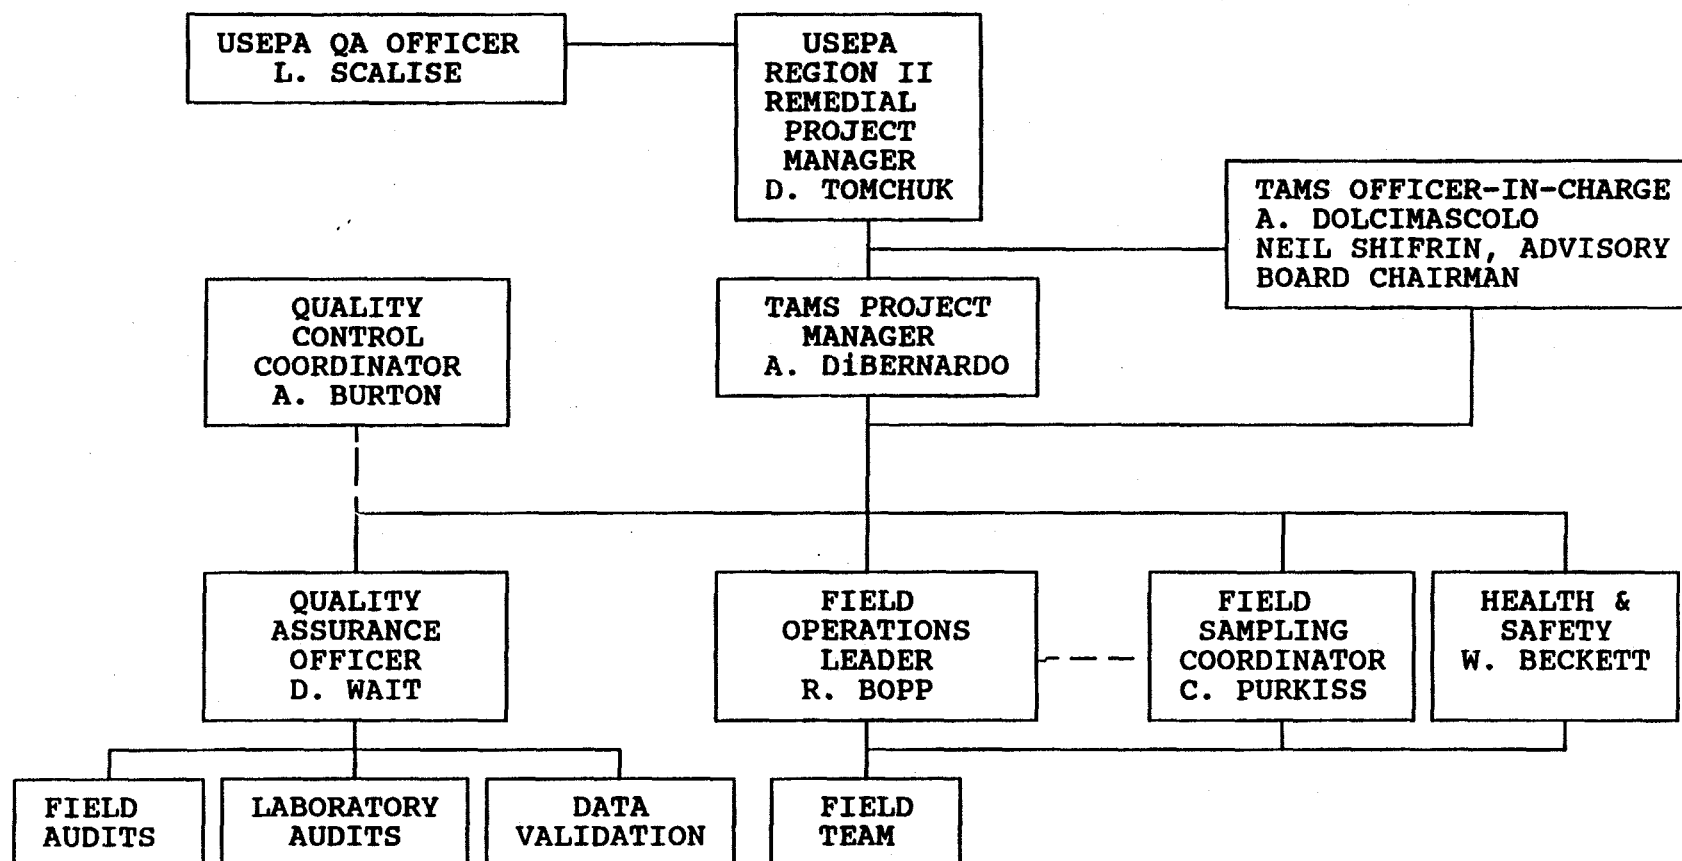 USEPA QA OFFICER
L. SCALISE
USEPA
REGION II
REMEDIAL
PROJECT
MANAGER
D. TOMCHUK
TAMS OFFICER-IN-CHARGE
A. DOLCIMASCOLO
NEIL SHIFRIN, ADVISORY
BOARD CHAIRMAN
QUALITY
CONTROL
COORDINATOR
A. BURTON
TAMS PROJECT
MANAGER
A. DiBERNARDO
QUALITY
ASSURANCE
OFFICER
D. WAIT
FIELD
OPERATIONS
LEADER
R. BOPP
FIELD
SAMPLING
COORDINATOR
C. PURKISS
HEALTH &
SAFETY
W. BECKETT
FIELD
AUDITS
LABORATORY
AUDITS
DATA
VALIDATION
FIELD
TEAM